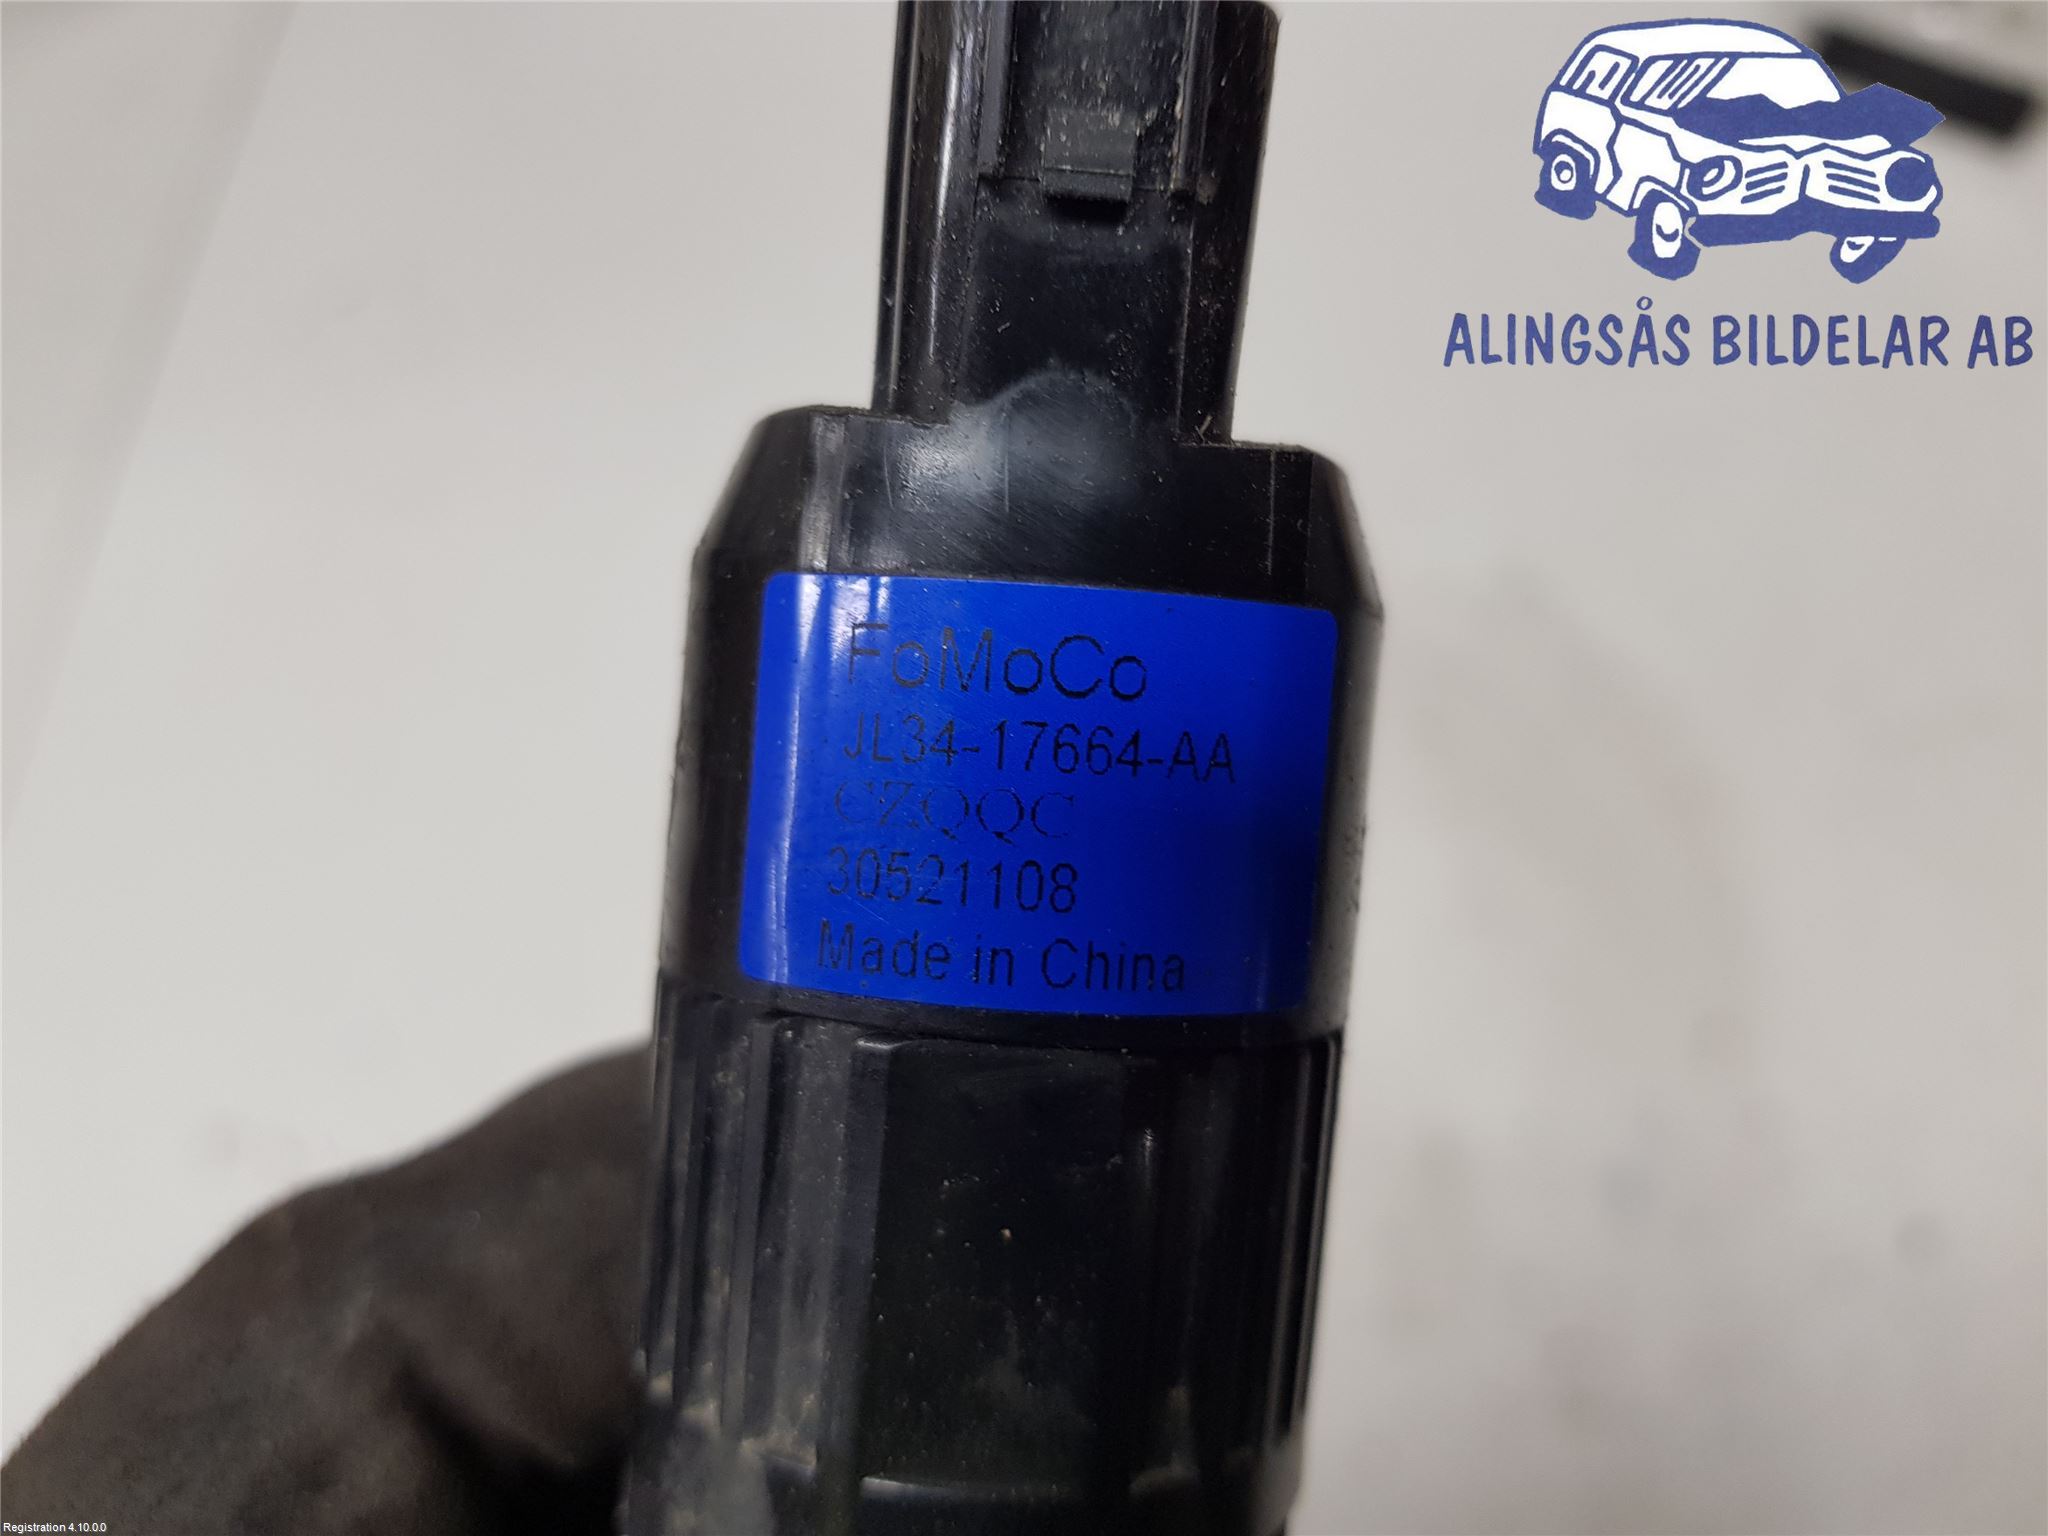 ALINGSÅS BILDELAR AB
FoMoCo
JL34-17664-AA
CZQQC
30521108
Made in China
Registration 4.10.0.0